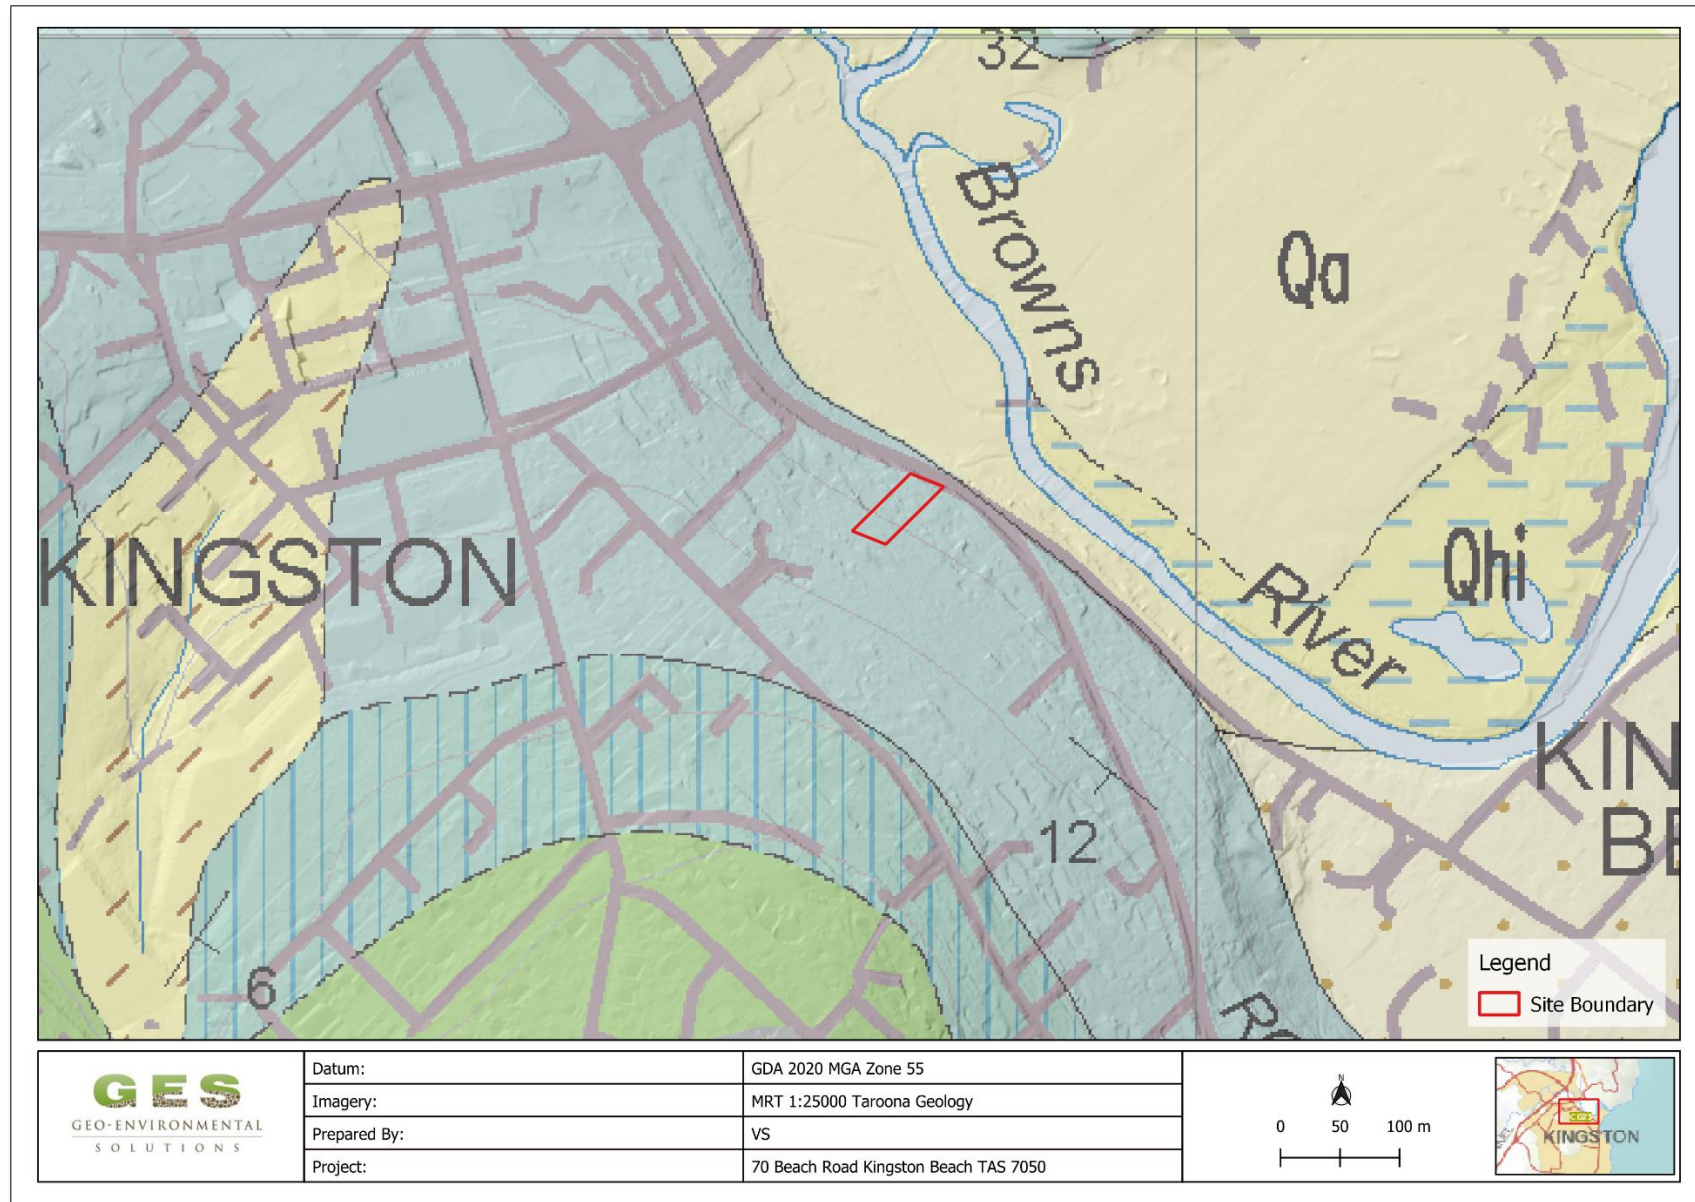 32
Browns
Qa
KINGSTON
Qhi
River
KIN
BE
12
6
Ro
Legend
Site Boundary
GES
GEO-ENVIRONMENTAL
SOLUTIONS
Datum:
GDA 2020 MGA Zone 55
Imagery:
MRT 1:25000 Taroona Geology
Prepared By:
VS
Project:
70 Beach Road Kingston Beach TAS 7050
N
0 50 100 m
KINGSTON